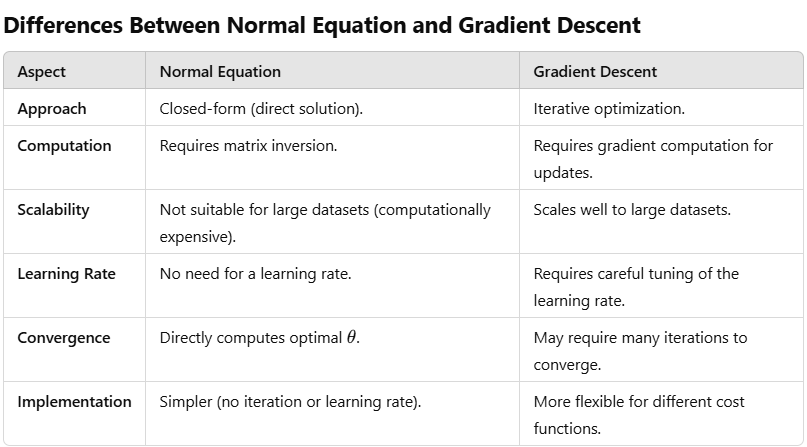 Differences Between Normal Equation and Gradient Descent
Aspect Normal Equation Gradient Descent
Approach Closed-form (direct solution). Iterative optimization.
Computation Requires matrix inversion. Requires gradient computation for
updates.
Scalability Not suitable for large datasets (computationally Scales well to large datasets.
expensive).
Learning Rate No need for a learning rate. Requires careful tuning of the
learning rate.
Convergence Directly computes optimal θ. May require many iterations to
converge.
Implementation Simpler (no iteration or learning rate). More flexible for different cost
functions.